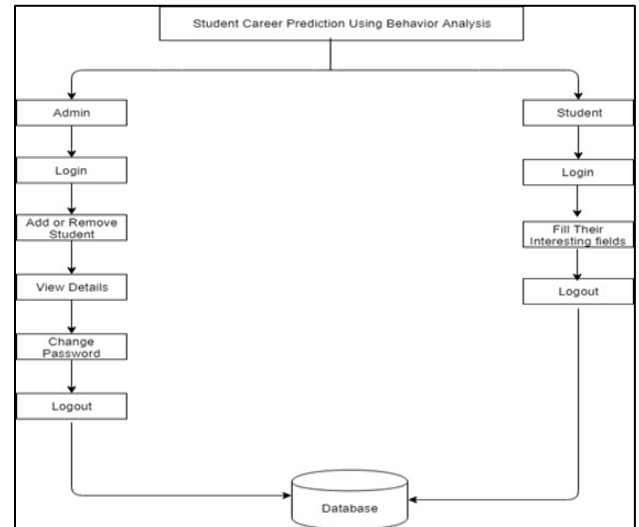 Student Career Prediction Using Behavior Analysis
Admin
Login
Add or Remove
Student
View Details
Change
Password
Logout
Student
Login
Fill Their
Interesting fields
Logout
Database